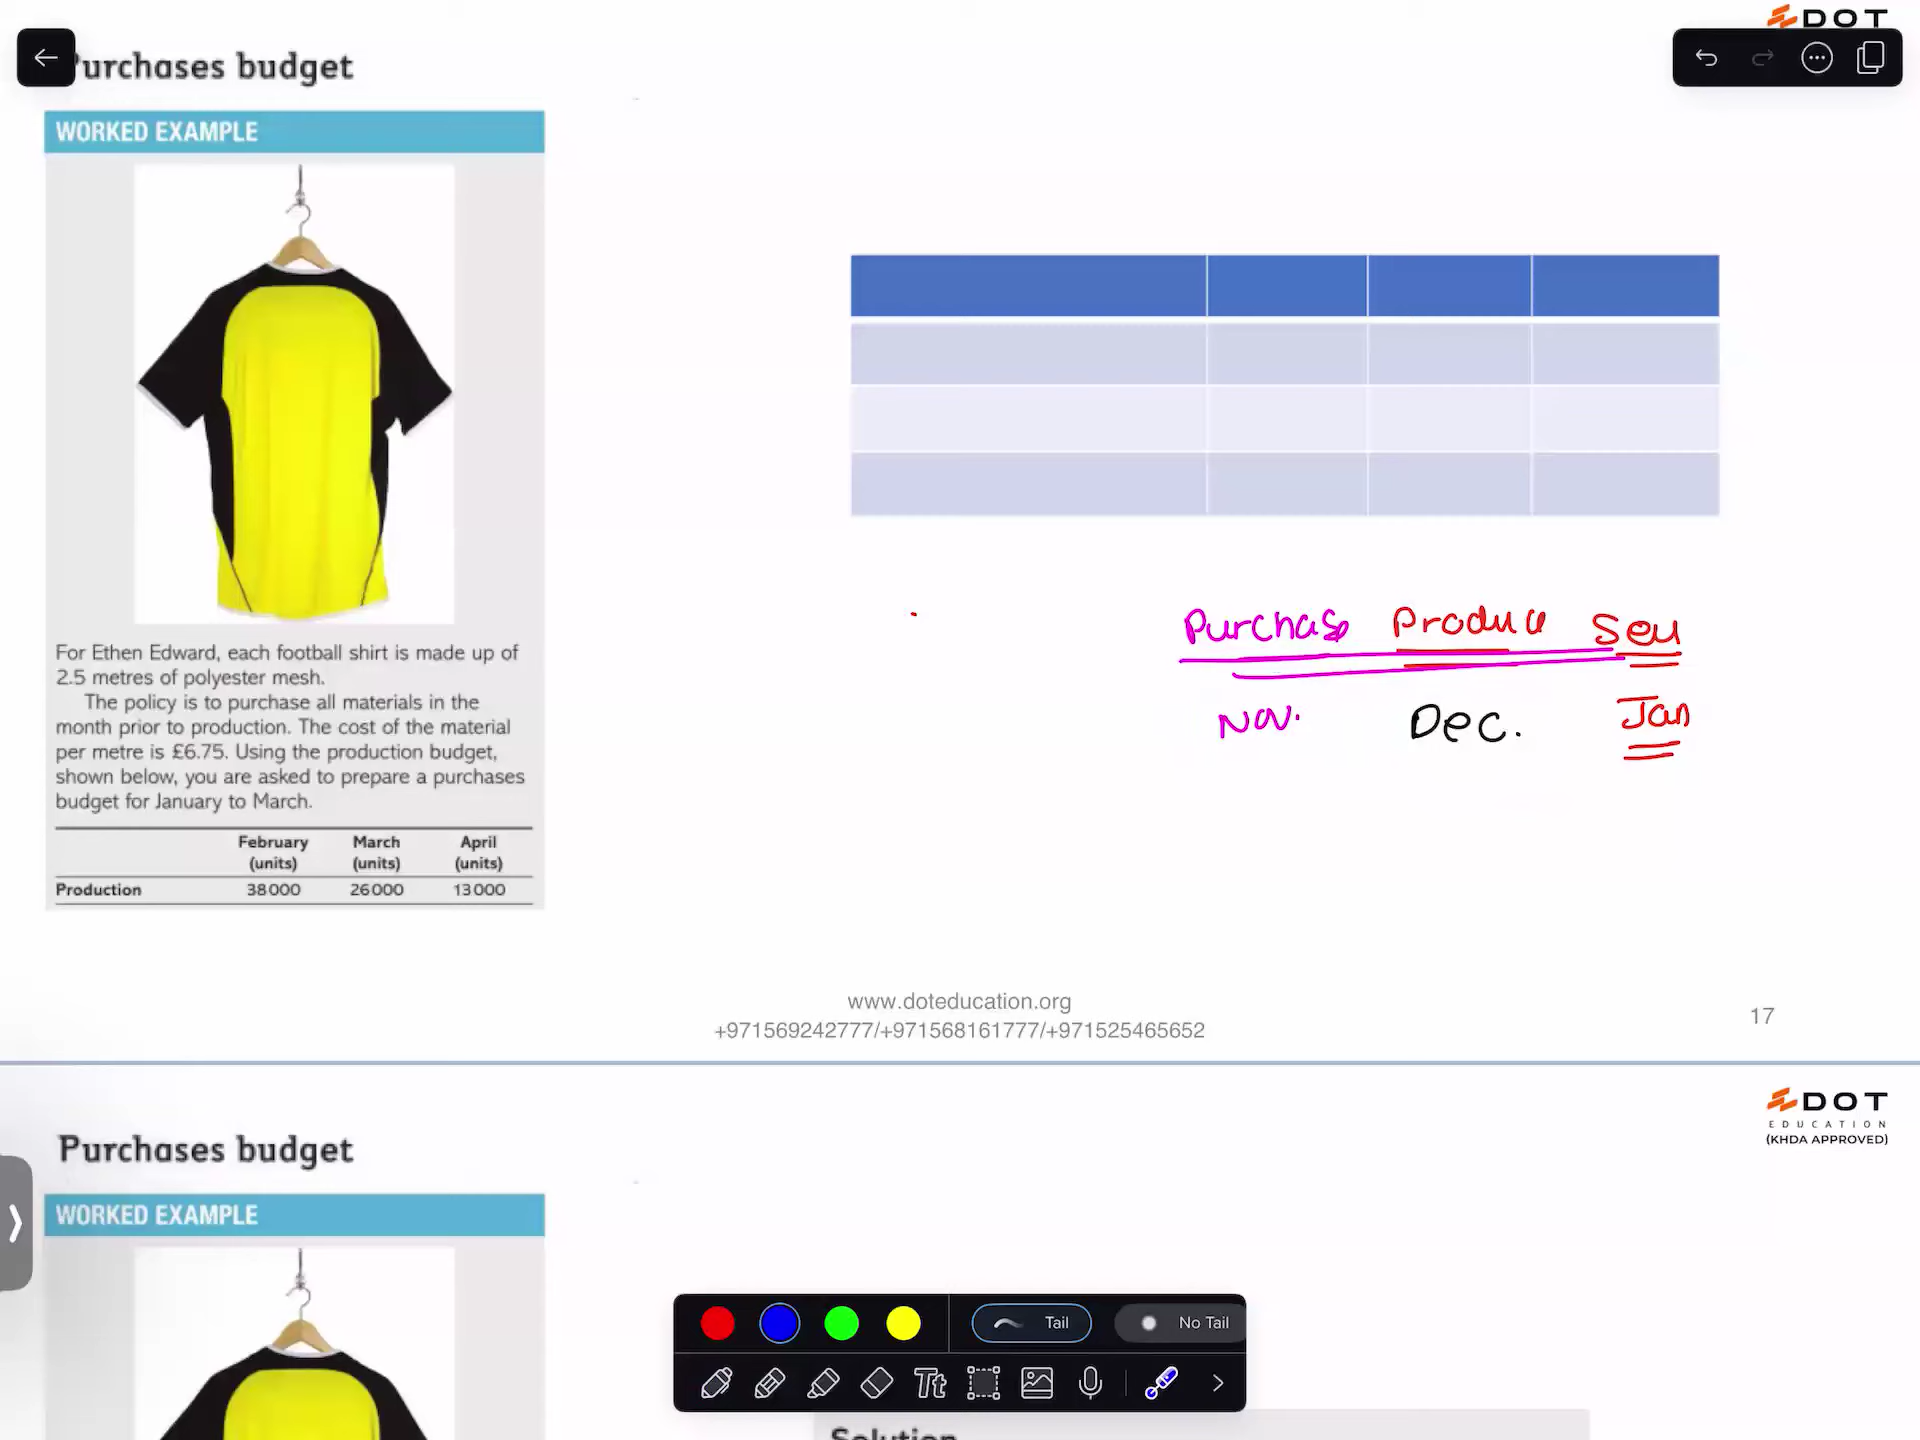 DOT
urchases budget
WORKED EXAMPLE
For Ethen Edward, each football shirt is made up of
2.5 metres of polyester mesh.
The policy is to purchase all materials in the
month prior to production. The cost of the material
per metre is £6.75. Using the production budget,
shown below, you are asked to prepare a purchases
budget for January to March.
February March April
(units) (units) (units)
Production 38000 26000 13000
Purchase Produce Sell
Nov. Dec. Jan
www.doteducation.org
+971569242777/+971568161777/+971525465652
17
DOT
EDUCATION
(KHDA APPROVED)
Purchases budget
WORKED EXAMPLE
Tail No Tail
Tt
Solution